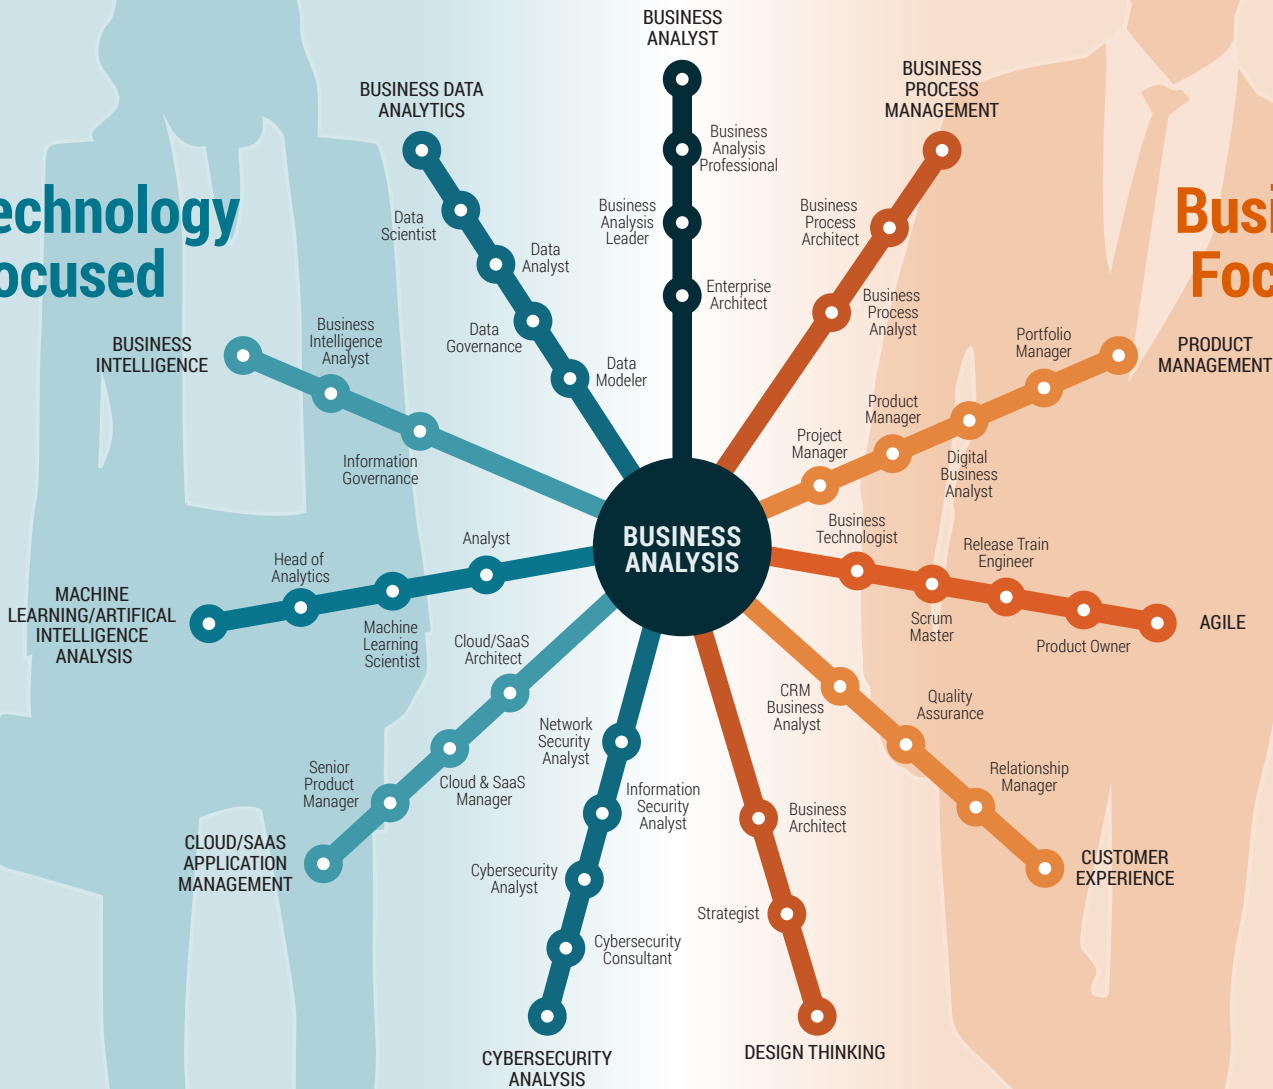 BUSINESS
ANALYST
BUSINESS DATA
ANALYTICS
BUSINESS
PROCESS
MANAGEMENT
Business
Analysis
Professional
Business
Analysis
Leader
Enterprise
Architect
Data
Scientist
Data
Analyst
Data
Governance
Data
Modeler
Business
Process
Architect
Business
Process
Analyst
echnology
ocused
Busi
Foc
BUSINESS
INTELLIGENCE
Business
Intelligence
Analyst
Information
Governance
Portfolio
Manager
PRODUCT
MANAGEMENT
Product
Manager
Project
Manager
Digital
Business
Analyst
BUSINESS
ANALYSIS
Business
Technologist
Release Train
Engineer
Scrum
Master
Product Owner
AGILE
Analyst
Head of
Analytics
Machine
Learning
Scientist
MACHINE
LEARNING/ARTIFICAL
INTELLIGENCE
ANALYSIS
Cloud/SaaS
Architect
Cloud & SaaS
Manager
Senior
Product
Manager
CLOUD/SAAS
APPLICATION
MANAGEMENT
Network
Security
Analyst
Information
Security
Analyst
Cybersecurity
Analyst
Cybersecurity
Consultant
CYBERSECURITY
ANALYSIS
CRM
Business
Analyst
Quality
Assurance
Relationship
Manager
CUSTOMER
EXPERIENCE
Business
Architect
Strategist
DESIGN THINKING